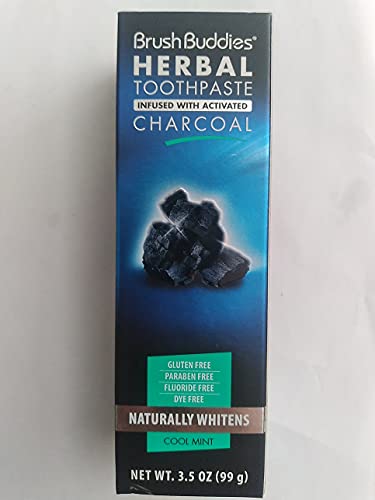 BrushBuddies®
HERBAL
TOOTHPASTE
INFUSED WITH ACTIVATED
CHARCOAL
GLUTEN FREE
PARABEN FREE
FLUORIDE FREE
DYE FREE
NATURALLY WHITENS
COOL MINT
NET WT. 3.5 OZ (99 g)